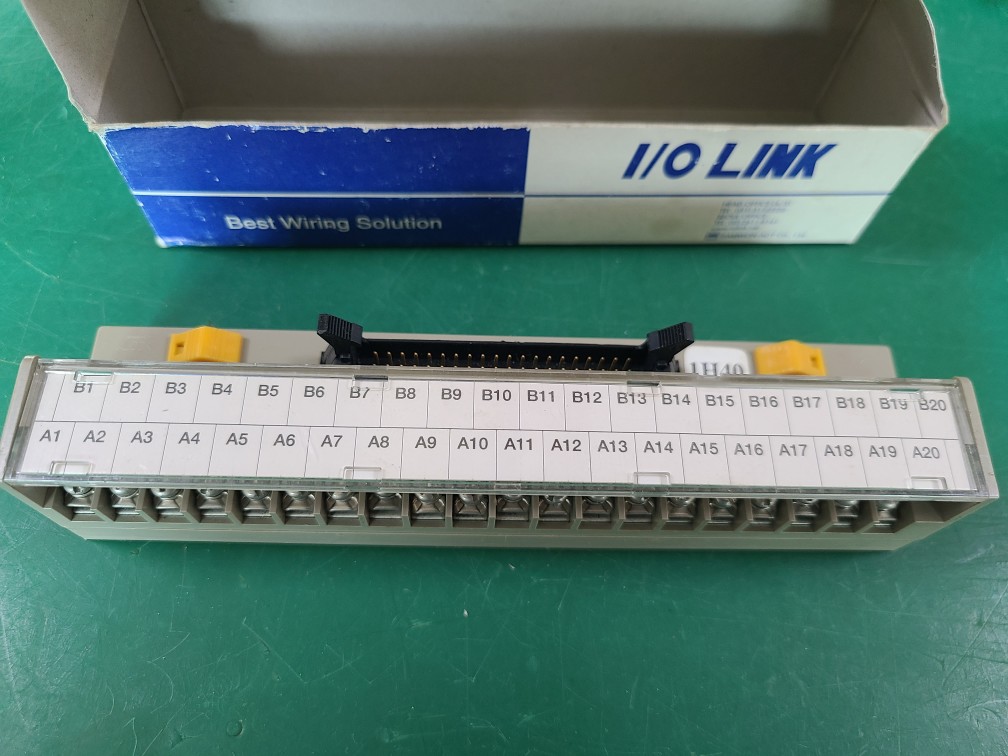 I/O LINK
Best Wiring Solution
1H40
B1 B2 B3 B4 B5 B6 B7 B8 B9 B10 B11 B12 B13 B14 B15 B16 B17 B18 B19 B20
A1 A2 A3 A4 A5 A6 A7 A8 A9 A10 A11 A12 A13 A14 A15 A16 A17 A18 A19 A20